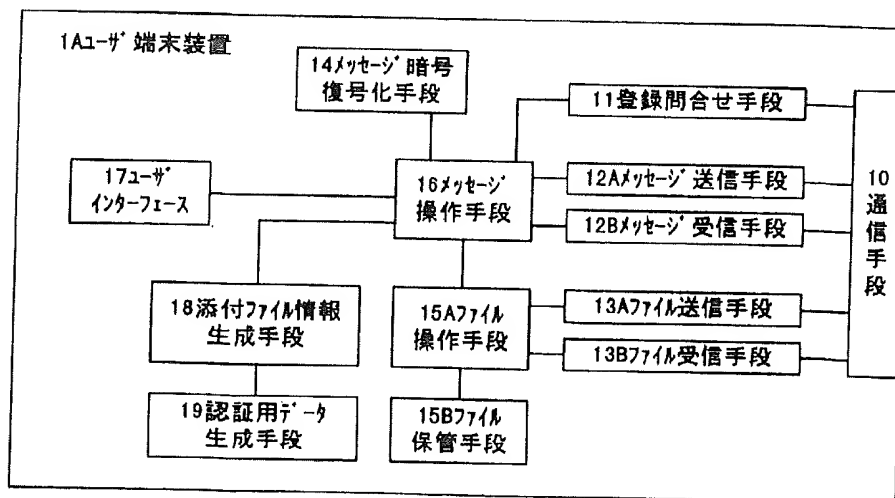 1Aユーザ端末装置
14メッセージ暗号
復号化手段
11登録問合せ手段
17ユーザ
インターフェース
16メッセージ
操作手段
12Aメッセージ送信手段
12Bメッセージ受信手段
10
通
信
手
段
18添付ファイル情報
生成手段
15Aファイル
操作手段
13Aファイル送信手段
13Bファイル受信手段
19認証用データ
生成手段
15Bファイル
保管手段